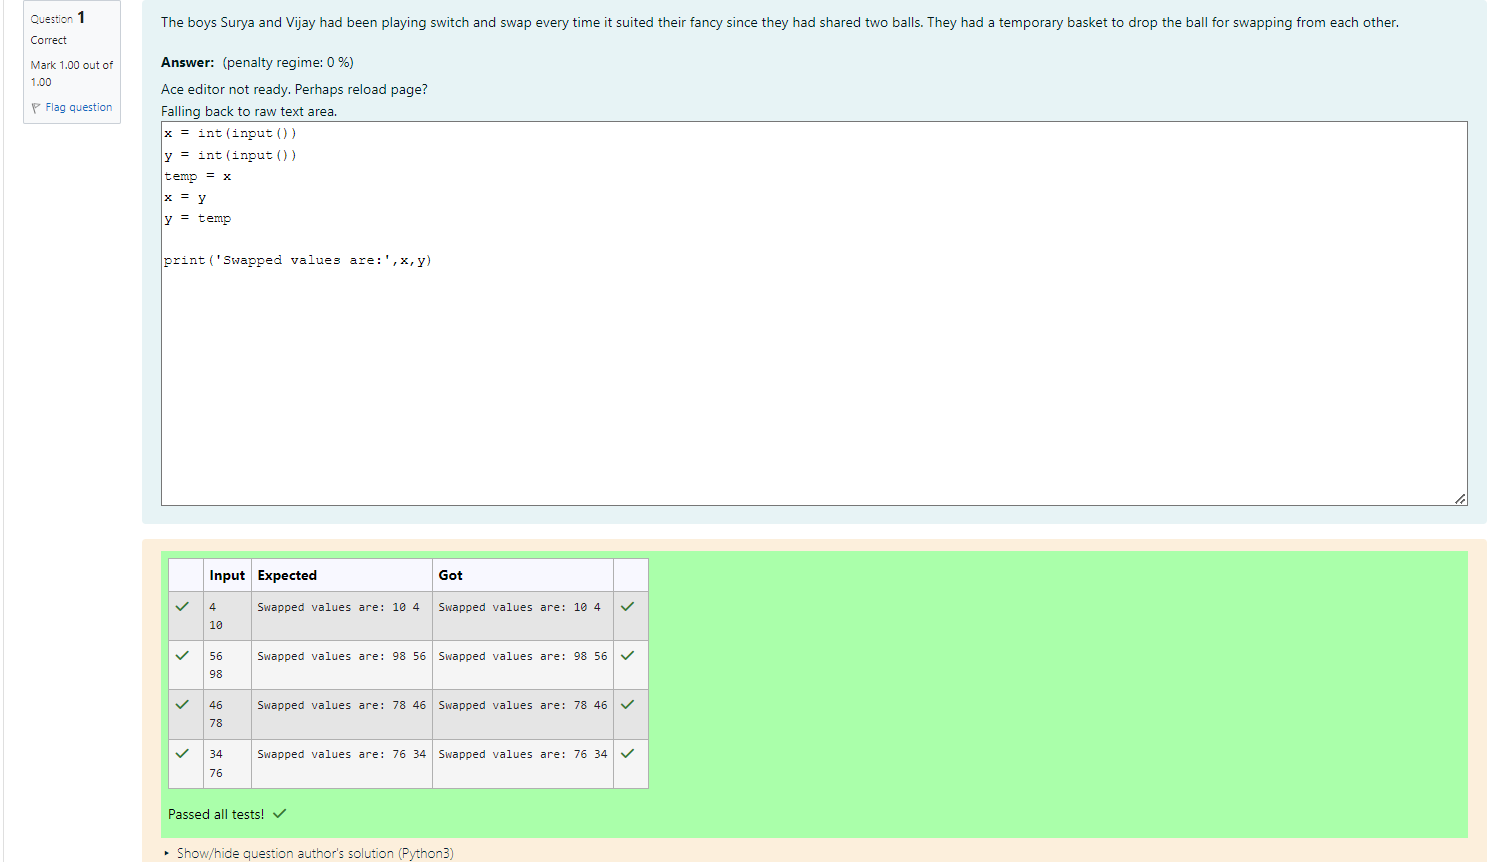 Question 1
Correct
Mark 1.00 out of
1.00
Flag question
The boys Surya and Vijay had been playing switch and swap every time it suited their fancy since they had shared two balls. They had a temporary basket to drop the ball for swapping from each other.
Answer: (penalty regime: 0 %)
Ace editor not ready. Perhaps reload page?
Falling back to raw text area.
x = int(input())
y = int(input())
temp = x
x = y
y = temp
print('Swapped values are:',x,y)
Input Expected Got
4 Swapped values are: 10 4 Swapped values are: 10 4
10
56 Swapped values are: 98 56 Swapped values are: 98 56
98
46 Swapped values are: 78 46 Swapped values are: 78 46
78
34 Swapped values are: 76 34 Swapped values are: 76 34
76
Passed all tests!
Show/hide question author's solution (Python3)